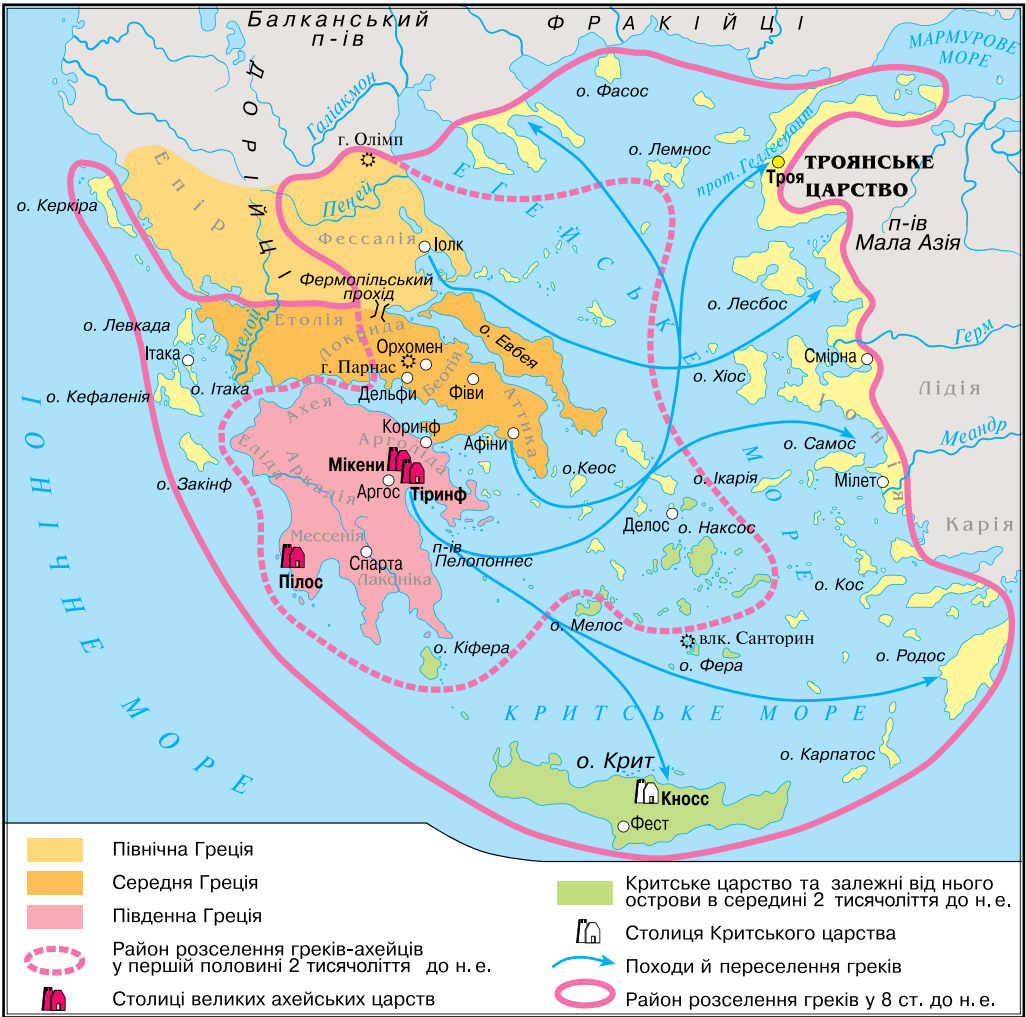 Балканський
п-ів
ФРАКІЙЦІ
МАРМУРОВЕ
МОРЕ
ДОРІЙЦІ
Галіакмон
о. Фасос
г. Олімп
ЕГЕЙСЬКЕ МОРЕ
о. Лемнос
прот. Геллеспонт
Троя
ТРОЯНСЬКЕ
ЦАРСТВО
Епір
Пеней
о. Керкіра
п-ів
Мала Азія
Фессалія
Іолк
Фермопільський
прохід
о. Лесбос
о. Левкада
Етолія
Локрида
о. Евбея
Герм
Ахелой
Ітака
Орхомен
г. Парнас
Беотія
Смірна
о. Хіос
Лідія
о. Ітака
о. Кефаленія
Дельфи
Фіви
Аттика
Іонія
Ахея
Коринф
Арголіда
Афіни
о. Самос
Меандр
Еліда
Аркадія
Мікени
Тіринф
Аргос
о.Кеос
о. Ікарія
Мілет
о. Закінф
Делос
о. Наксос
Карія
Мессенія
п-ів
Пелопоннес
Спарта
Лаконіка
Пілос
о. Кос
о. Мелос
влк. Санторин
о. Кіфера
о. Фера
о. Родос
ІОНІЧНЕ МОРЕ
КРИТСЬКЕ МОРЕ
о. Карпатос
о. Крит
Кносс
Фест
Північна Греція
Середня Греція
Південна Греція
Район розселення греків-ахейців
у першій половині 2 тисячоліття до н. е.
Столиці великих ахейських царств
Критське царство та залежні від нього
острови в середині 2 тисячоліття до н. е.
Столиця Критського царства
Походи й переселення греків
Район розселення греків у 8 ст. до н. е.